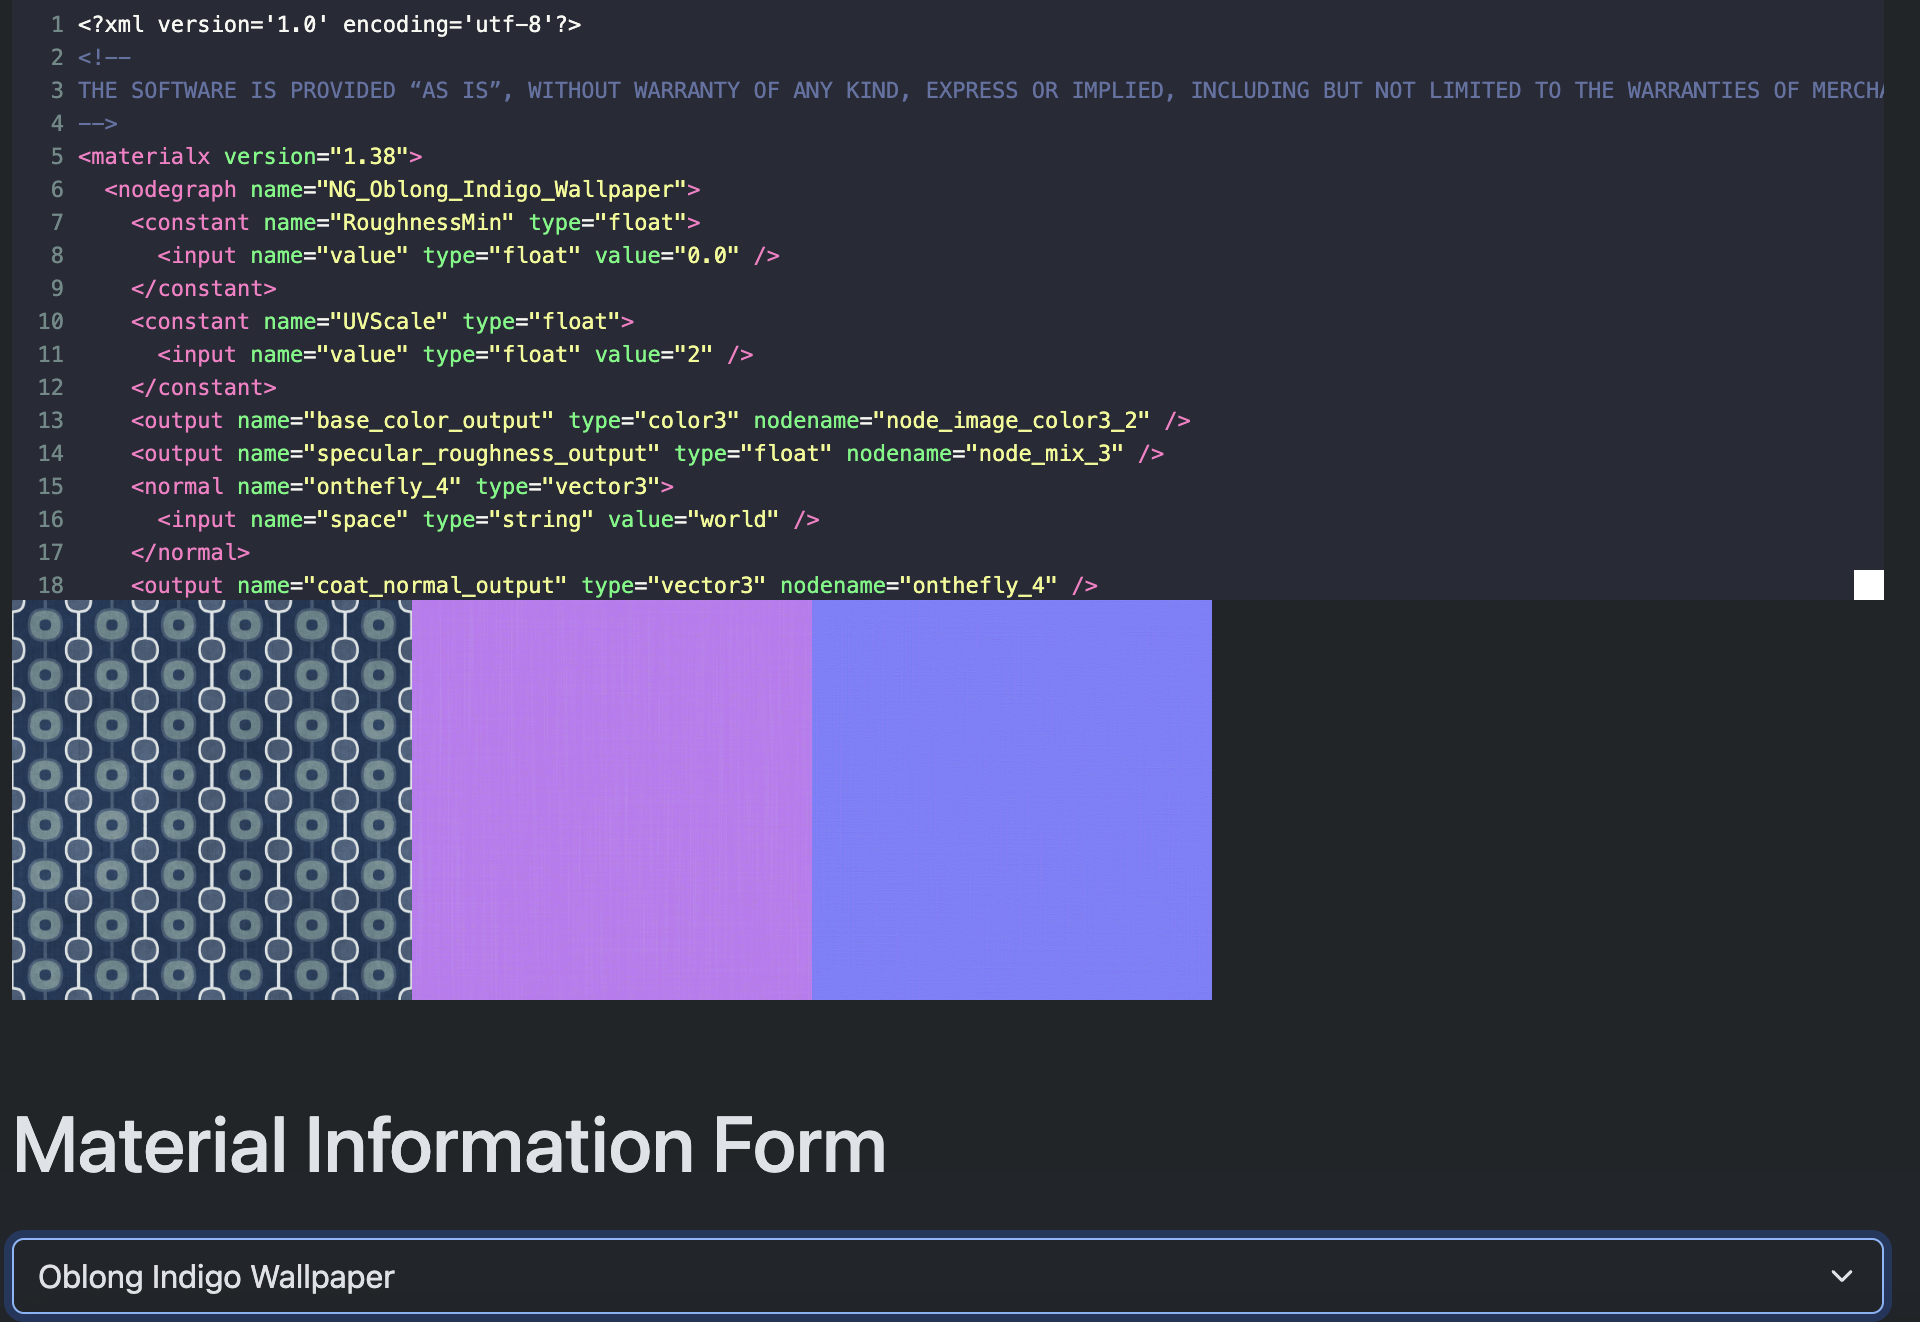 1 <?xml version='1.0' encoding='utf-8'?>
2 <!--
3 THE SOFTWARE IS PROVIDED “AS IS”, WITHOUT WARRANTY OF ANY KIND, EXPRESS OR IMPLIED, INCLUDING BUT NOT LIMITED TO THE WARRANTIES OF MERCHA
4 -->
5 <materialx version="1.38">
6   <nodegraph name="NG_Oblong_Indigo_Wallpaper">
7     <constant name="RoughnessMin" type="float">
8       <input name="value" type="float" value="0.0" />
9     </constant>
10     <constant name="UVScale" type="float">
11       <input name="value" type="float" value="2" />
12     </constant>
13     <output name="base_color_output" type="color3" nodename="node_image_color3_2" />
14     <output name="specular_roughness_output" type="float" nodename="node_mix_3" />
15     <normal name="onthefly_4" type="vector3">
16       <input name="space" type="string" value="world" />
17     </normal>
18     <output name="coat_normal_output" type="vector3" nodename="onthefly_4" />
Material Information Form
Oblong Indigo Wallpaper